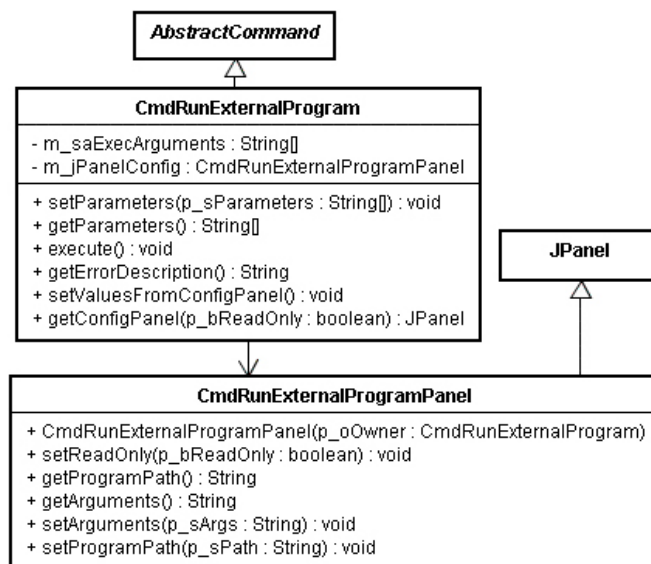 AbstractCommand
CmdRunExternalProgram
- m_saExecArguments : String[]
- m_jPanelConfig : CmdRunExternalProgramPanel
+ setParameters(p_sParameters : String[]) : void
+ getParameters() : String[]
+ execute() : void
+ getErrorDescription() : String
+ setValuesFromConfigPanel() : void
+ getConfigPanel(p_bReadOnly : boolean) : JPanel
JPanel
CmdRunExternalProgramPanel
+ CmdRunExternalProgramPanel(p_oOwner : CmdRunExternalProgram)
+ setReadOnly(p_bReadOnly : boolean) : void
+ getProgramPath() : String
+ getArguments() : String
+ setArguments(p_sArgs : String) : void
+ setProgramPath(p_sPath : String) : void